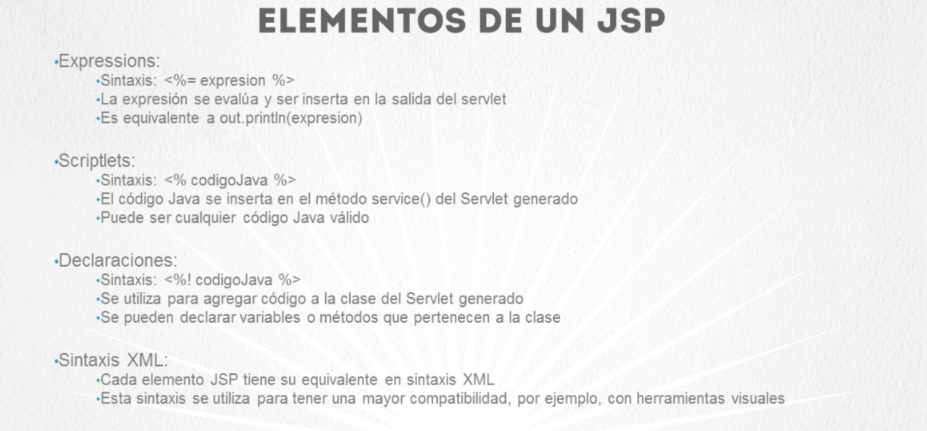 ELEMENTOS DE UN JSP
•Expressions:
•Sintaxis: <%= expresion %>
•La expresión se evalúa y ser inserta en la salida del servlet
•Es equivalente a out.println(expresion)
•Scriptlets:
•Sintaxis: <% codigoJava %>
•El código Java se inserta en el método service() del Servlet generado
•Puede ser cualquier código Java válido
•Declaraciones:
•Sintaxis: <%! codigoJava %>
•Se utiliza para agregar código a la clase del Servlet generado
•Se pueden declarar variables o métodos que pertenecen a la clase
•Sintaxis XML:
•Cada elemento JSP tiene su equivalente en sintaxis XML
•Esta sintaxis se utiliza para tener una mayor compatibilidad, por ejemplo, con herramientas visuales